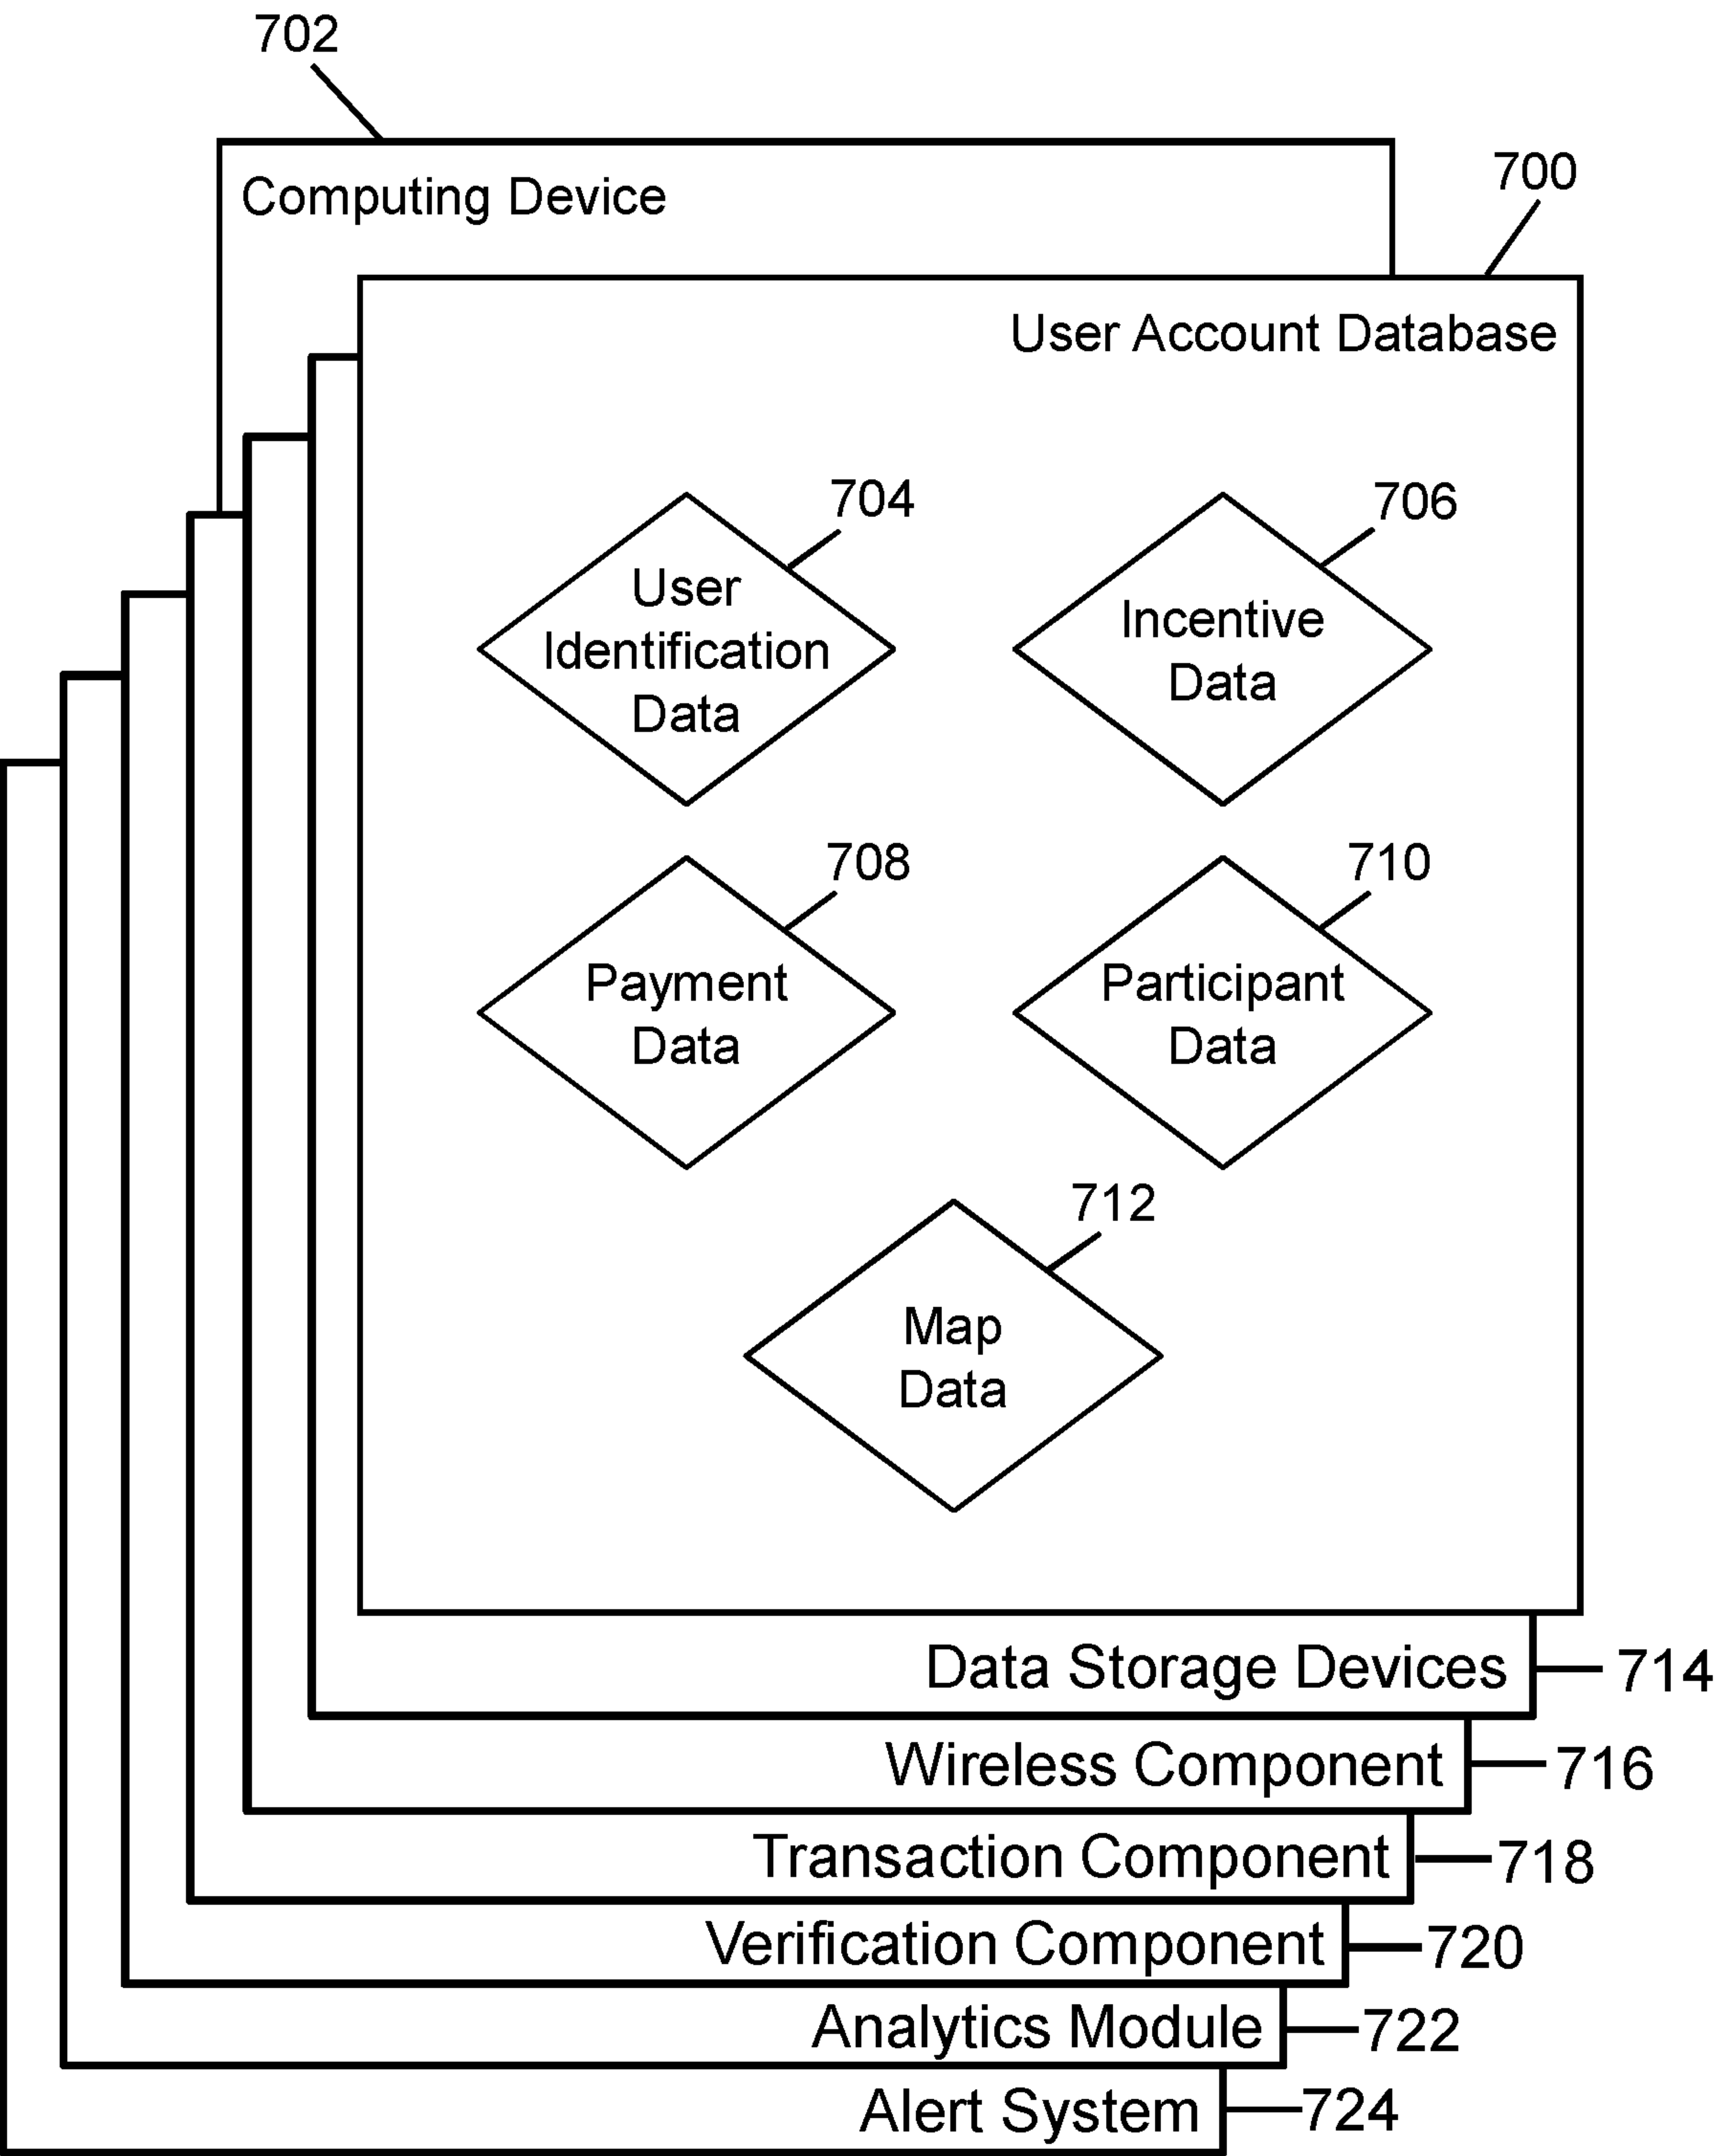 702
Computing Device
700
User Account Database
704
User
Identification
Data
706
Incentive
Data
708
Payment
Data
710
Participant
Data
712
Map
Data
Data Storage Devices
714
Wireless Component
716
Transaction Component
718
Verification Component
720
Analytics Module
722
Alert System
724